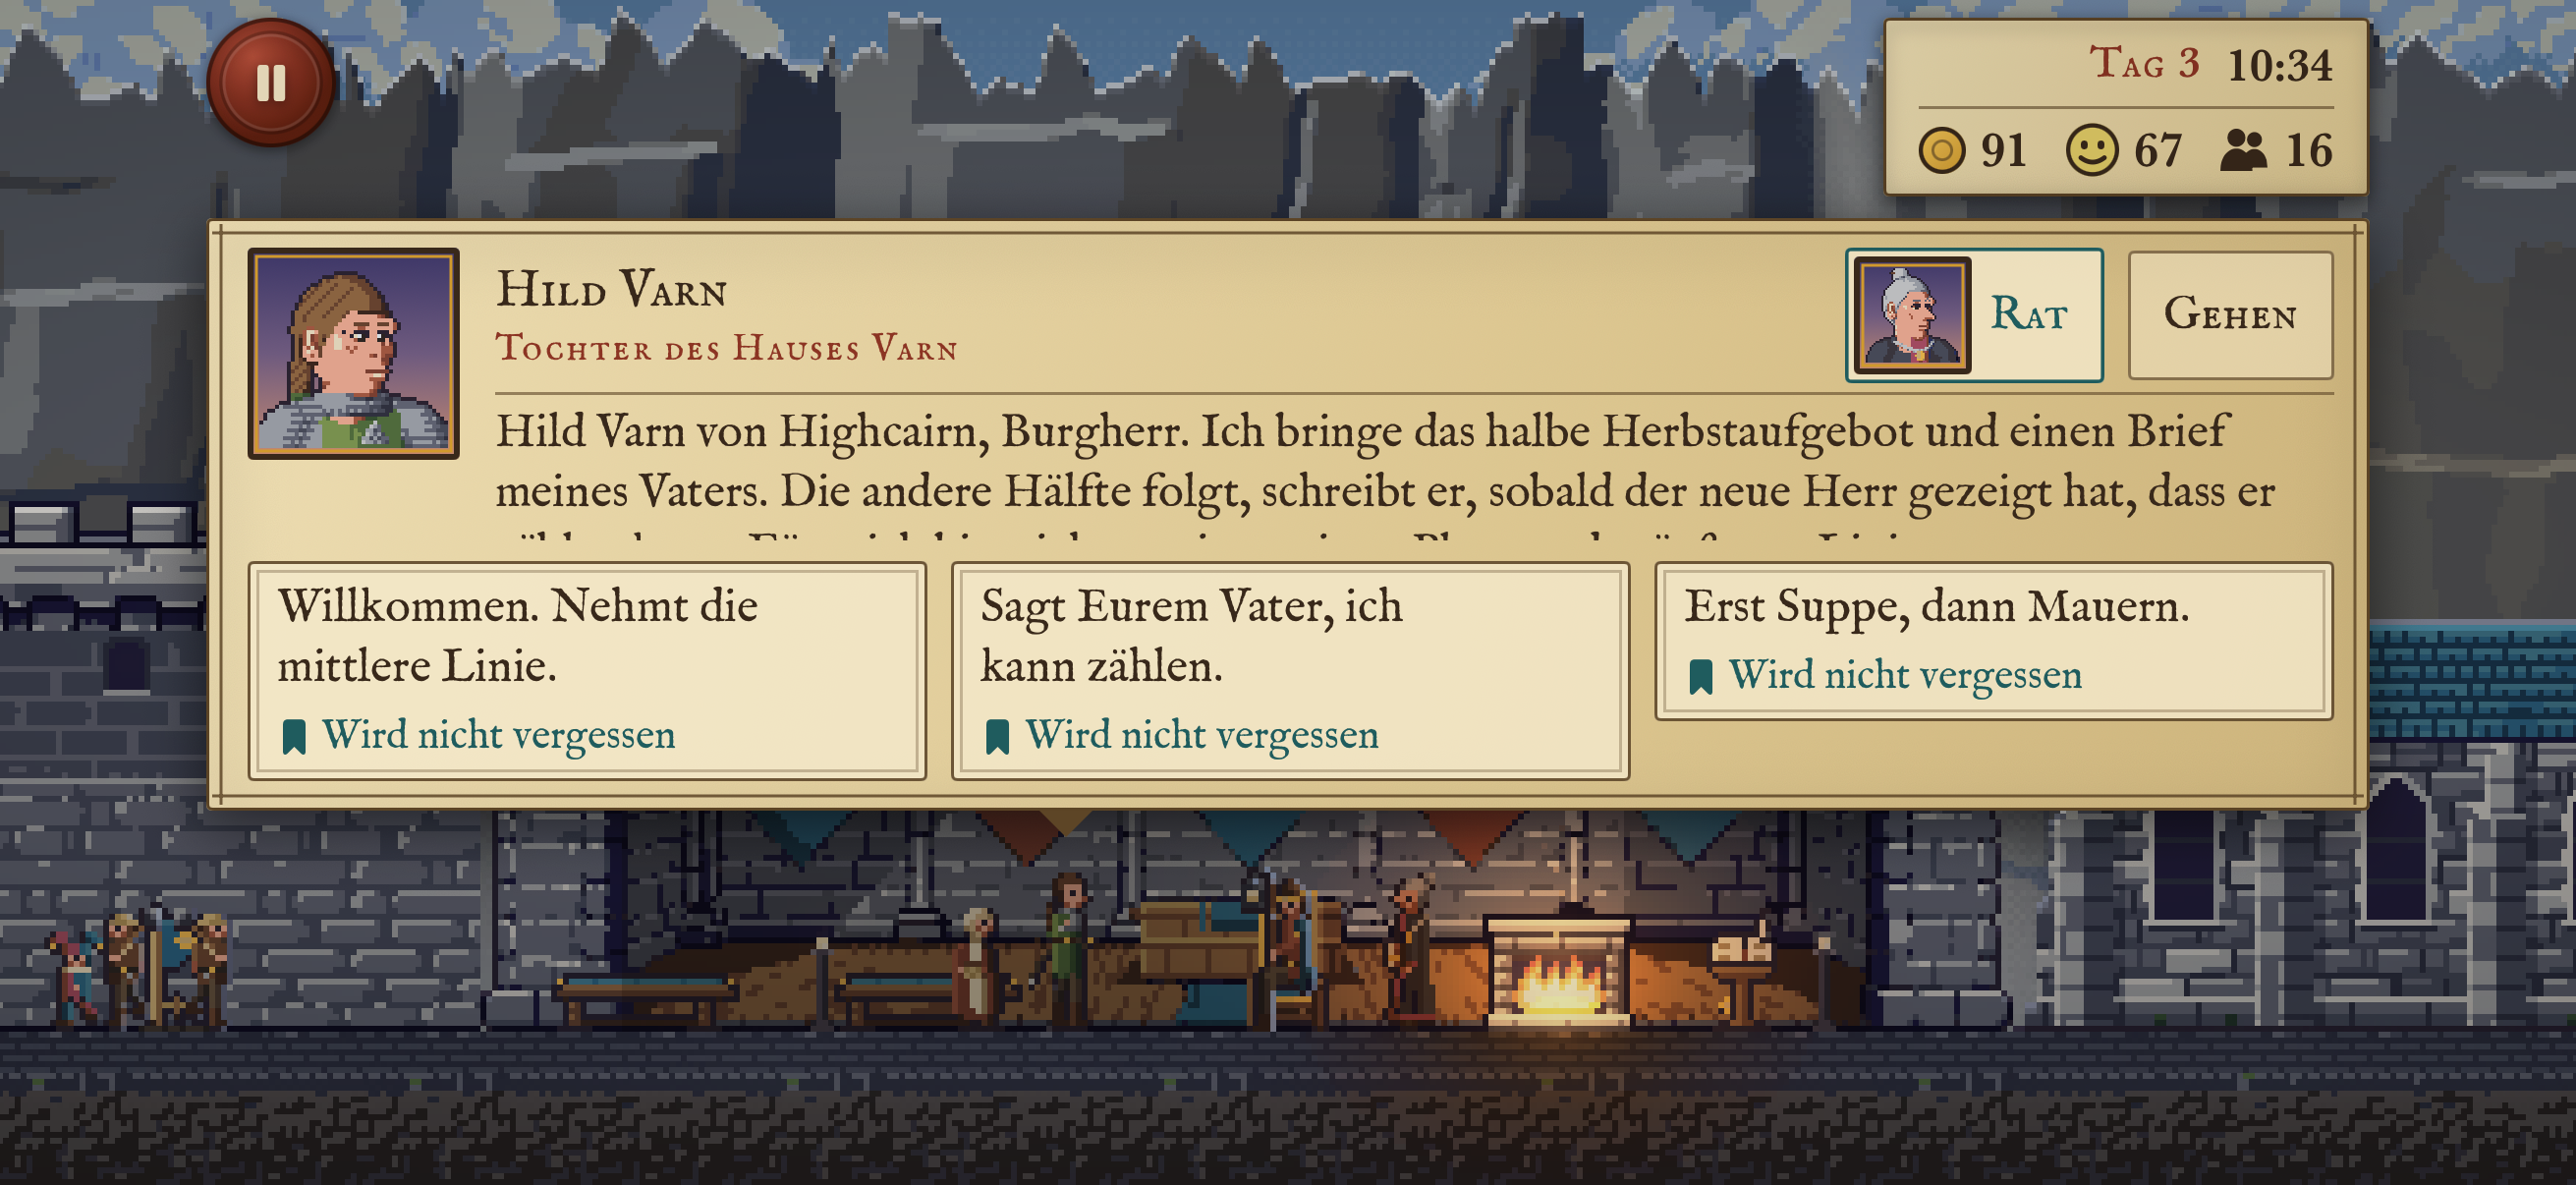 Tag 3 10:34
91 67 16
Hild Varn
Tochter des Hauses Varn
Rat
Gehen
Hild Varn von Highcairn, Burgherr. Ich bringe das halbe Herbstaufgebot und einen Brief
meines Vaters. Die andere Hälfte folgt, schreibt er, sobald der neue Herr gezeigt hat, dass er
Willkommen. Nehmt die
mittlere Linie.
Wird nicht vergessen
Sagt Eurem Vater, ich
kann zählen.
Wird nicht vergessen
Erst Suppe, dann Mauern.
Wird nicht vergessen